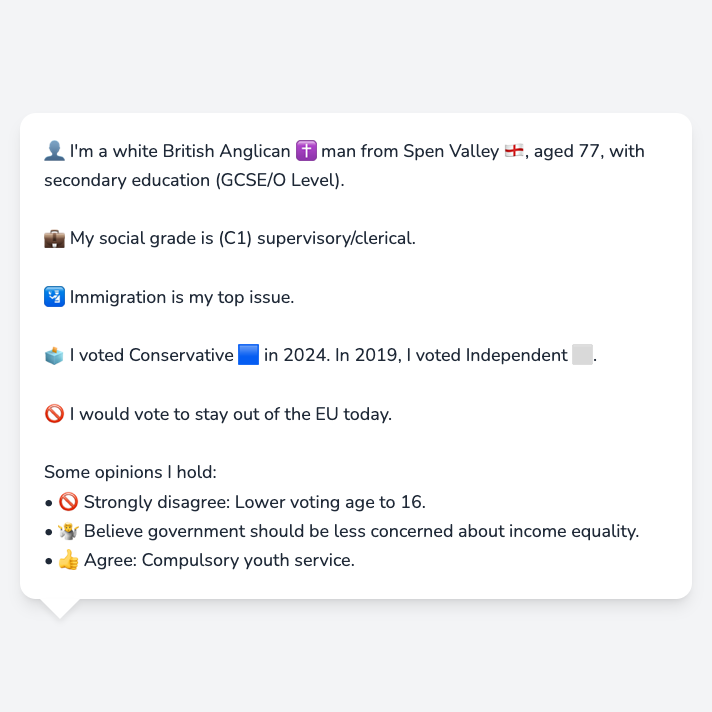 👤 I'm a white British Anglican ✝️ man from Spen Valley 🏴󠁧󠁢󠁥󠁮󠁧󠁿, aged 77, with
secondary education (GCSE/O Level).
💼 My social grade is (C1) supervisory/clerical.
🛂 Immigration is my top issue.
🗳️ I voted Conservative 🟦 in 2024. In 2019, I voted Independent ⬜.
🚫 I would vote to stay out of the EU today.
Some opinions I hold:
• 🚫 Strongly disagree: Lower voting age to 16.
• 🤷 Believe government should be less concerned about income equality.
• 👍 Agree: Compulsory youth service.